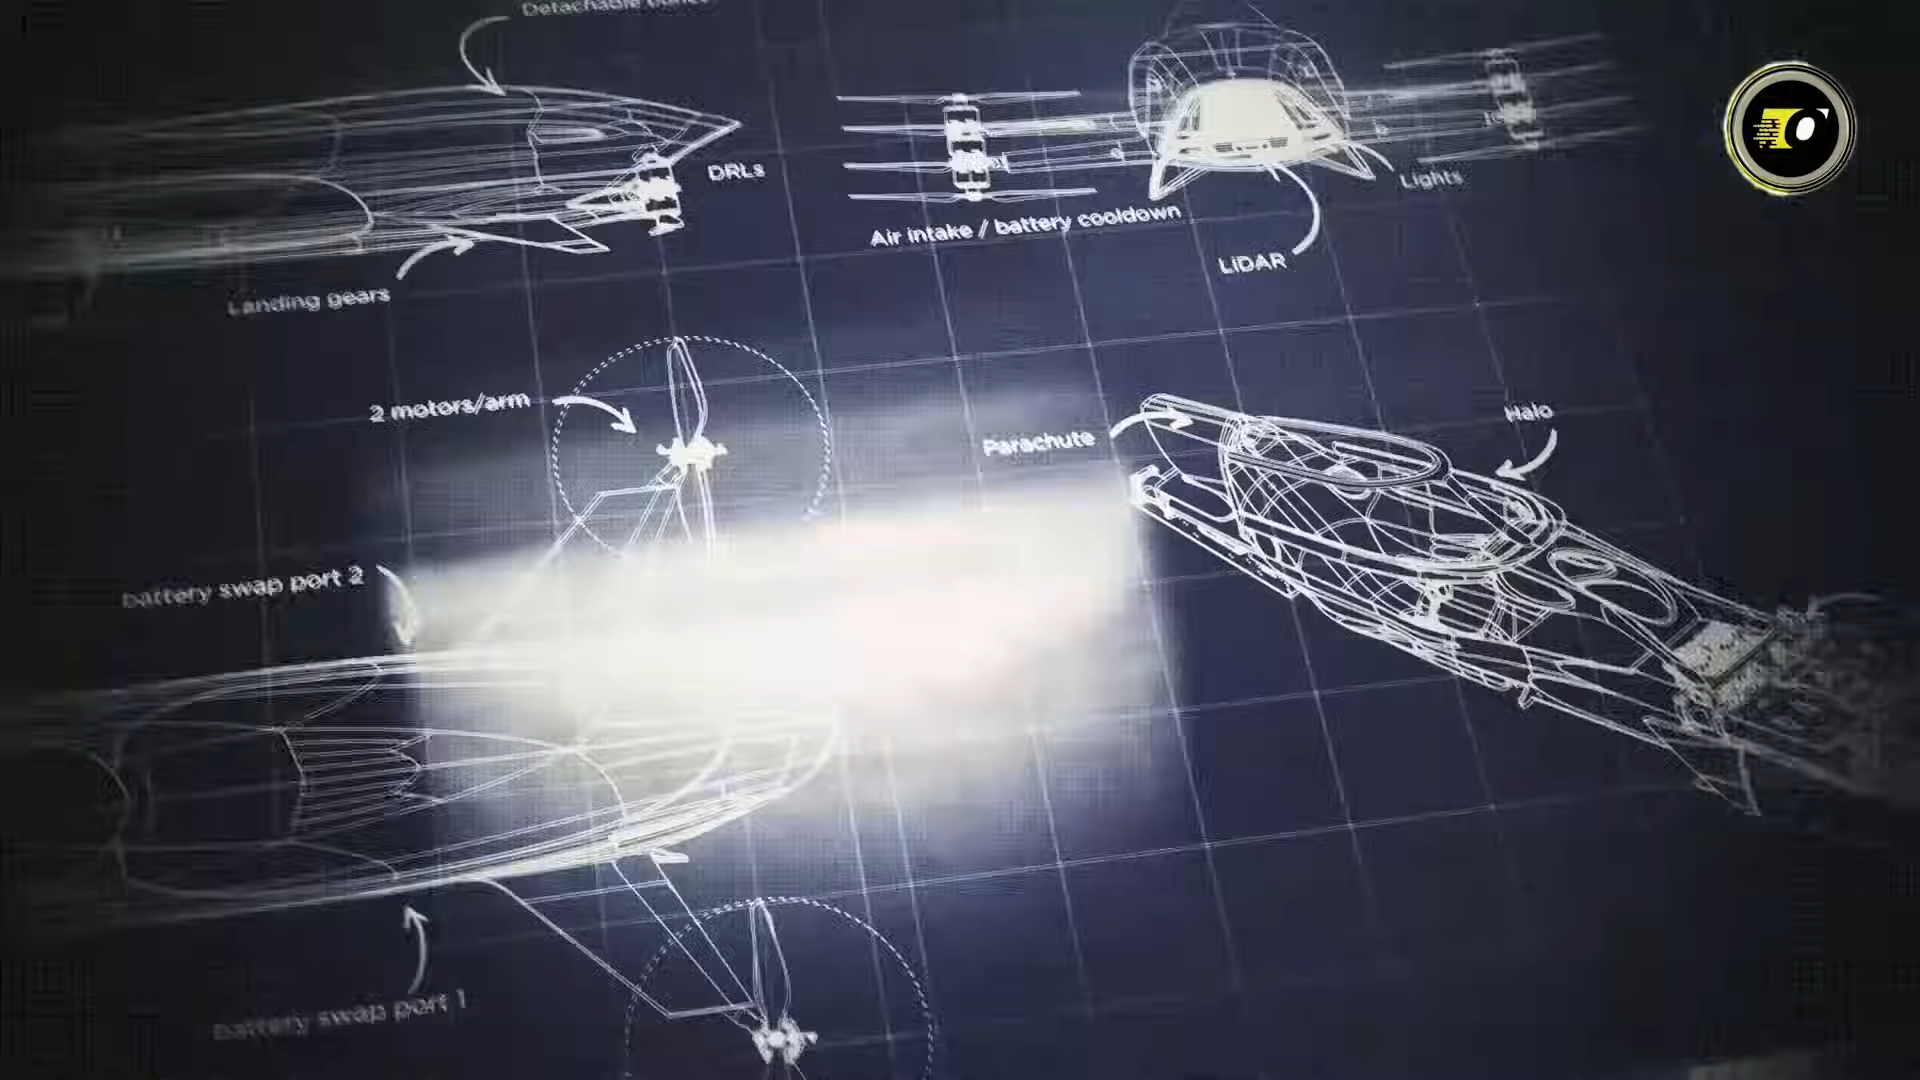 Detachable
DRLs
Landing gears
Air intake / battery cooldown
Lights
LiDAR
2 motors/arm
Parachute
Halo
battery swap port 2
battery swap port 1